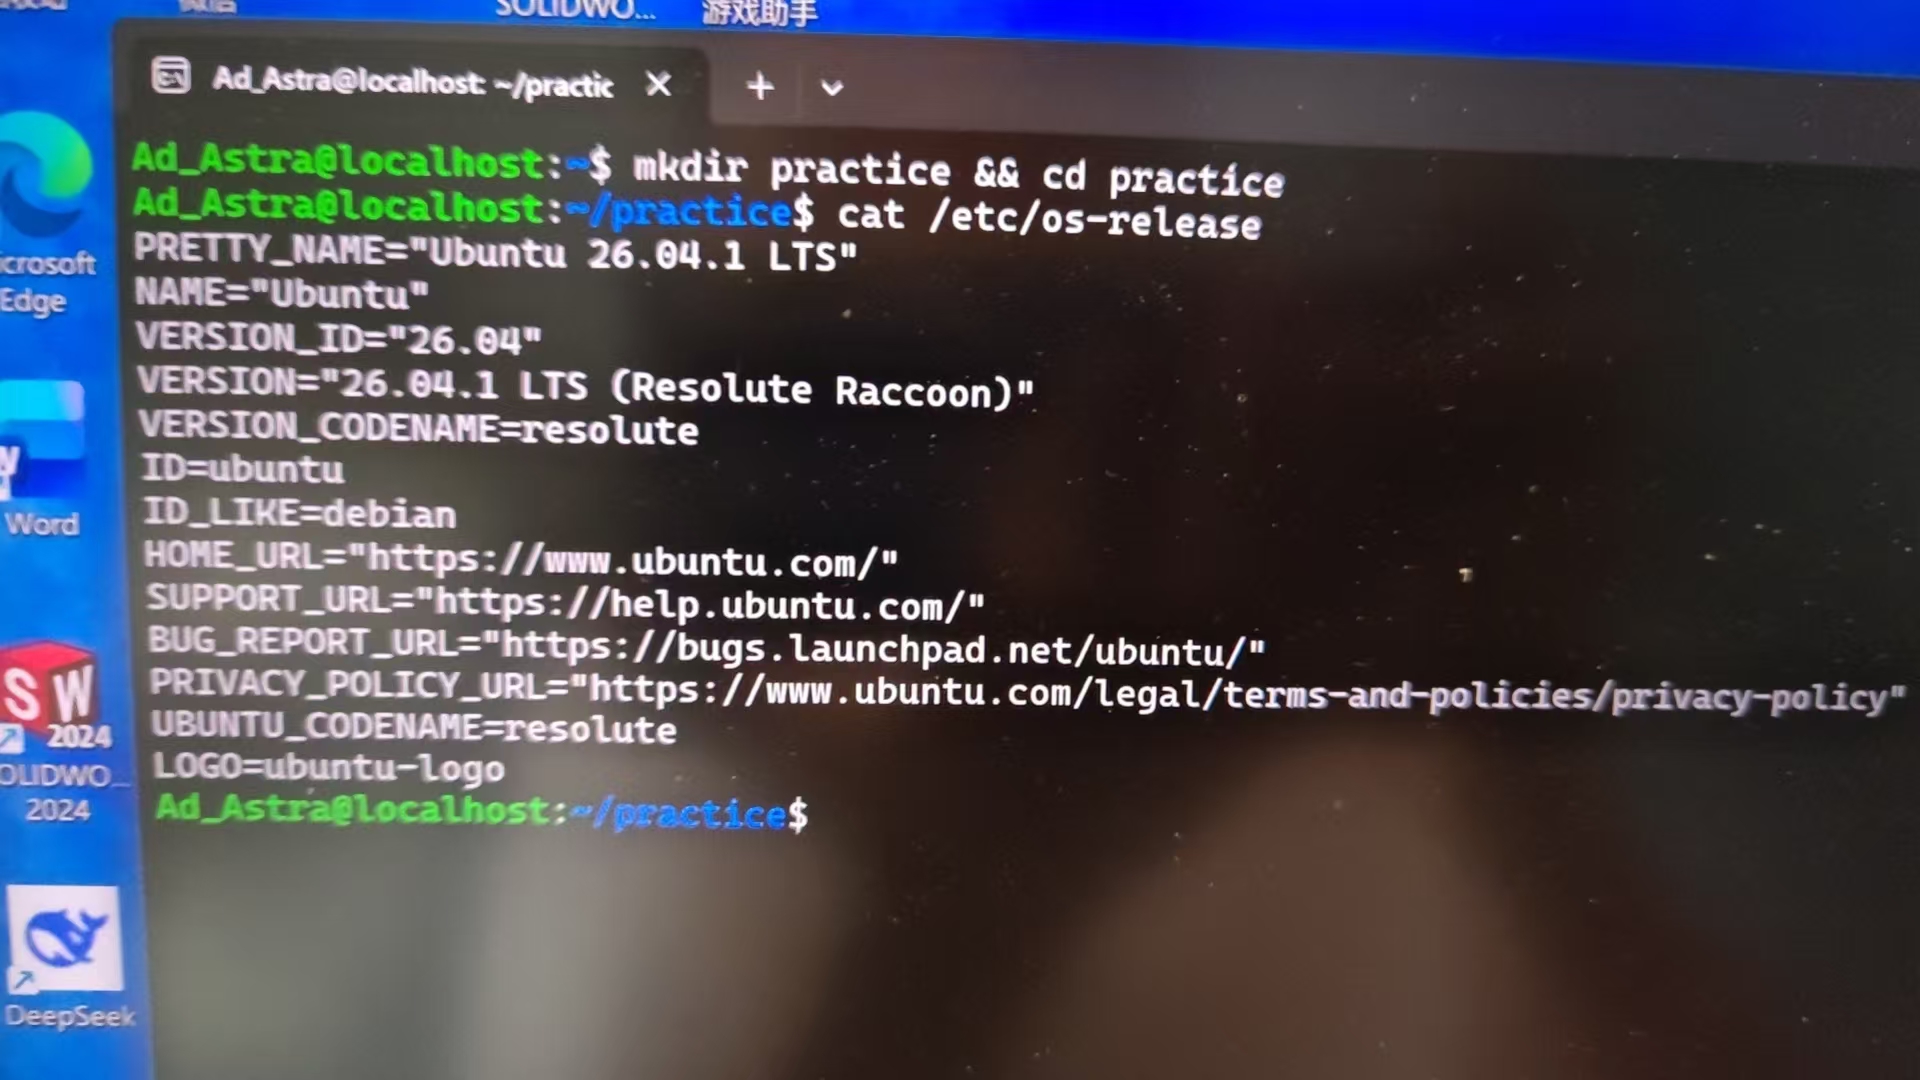 SOLIDWO...
游戏助手
Ad_Astra@localhost: ~/practic
Ad_Astra@localhost:~$ mkdir practice && cd practice
Ad_Astra@localhost:~/practice$ cat /etc/os-release
PRETTY_NAME="Ubuntu 26.04.1 LTS"
NAME="Ubuntu"
VERSION_ID="26.04"
VERSION="26.04.1 LTS (Resolute Raccoon)"
VERSION_CODENAME=resolute
ID=ubuntu
ID_LIKE=debian
HOME_URL="https://www.ubuntu.com/"
SUPPORT_URL="https://help.ubuntu.com/"
BUG_REPORT_URL="https://bugs.launchpad.net/ubuntu/"
PRIVACY_POLICY_URL="https://www.ubuntu.com/legal/terms-and-policies/privacy-policy"
UBUNTU_CODENAME=resolute
LOGO=ubuntu-logo
Ad_Astra@localhost:~/practice$
icrosoft
Edge
W
Word
SW
2024
OLIDWO...
2024
DeepSeek